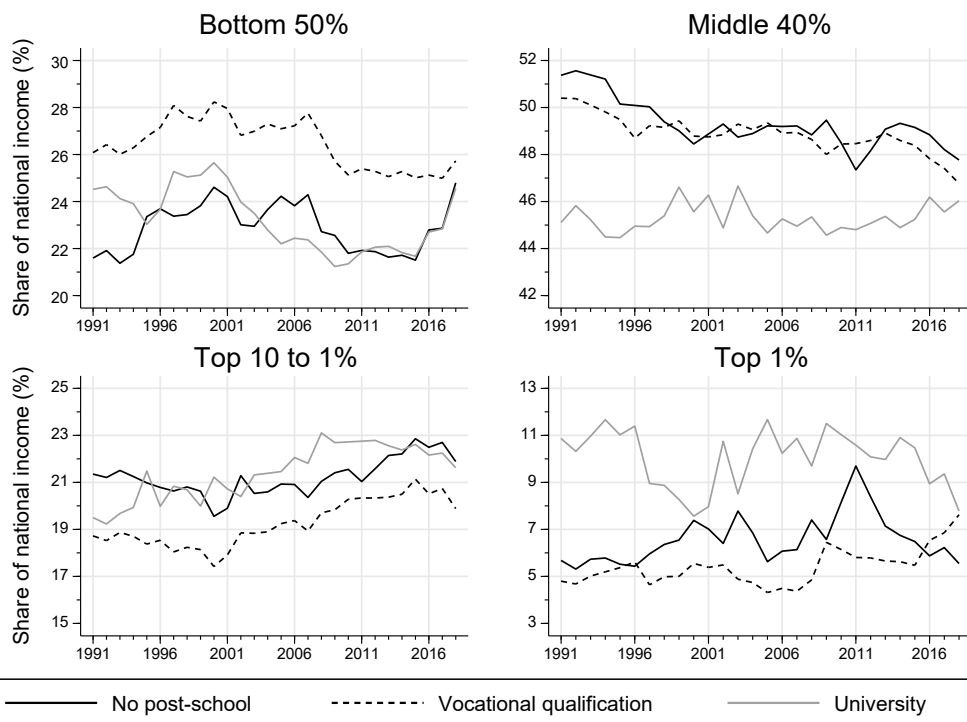 Bottom 50%
Middle 40%
Share of national income (%)
30
28
26
24
22
20
1991 1996 2001 2006 2011 2016
52
50
48
46
44
42
1991 1996 2001 2006 2011 2016
Top 10 to 1%
Top 1%
Share of national income (%)
25
23
21
19
17
15
1991 1996 2001 2006 2011 2016
13
11
9
7
5
3
1991 1996 2001 2006 2011 2016
No post-school Vocational qualification University